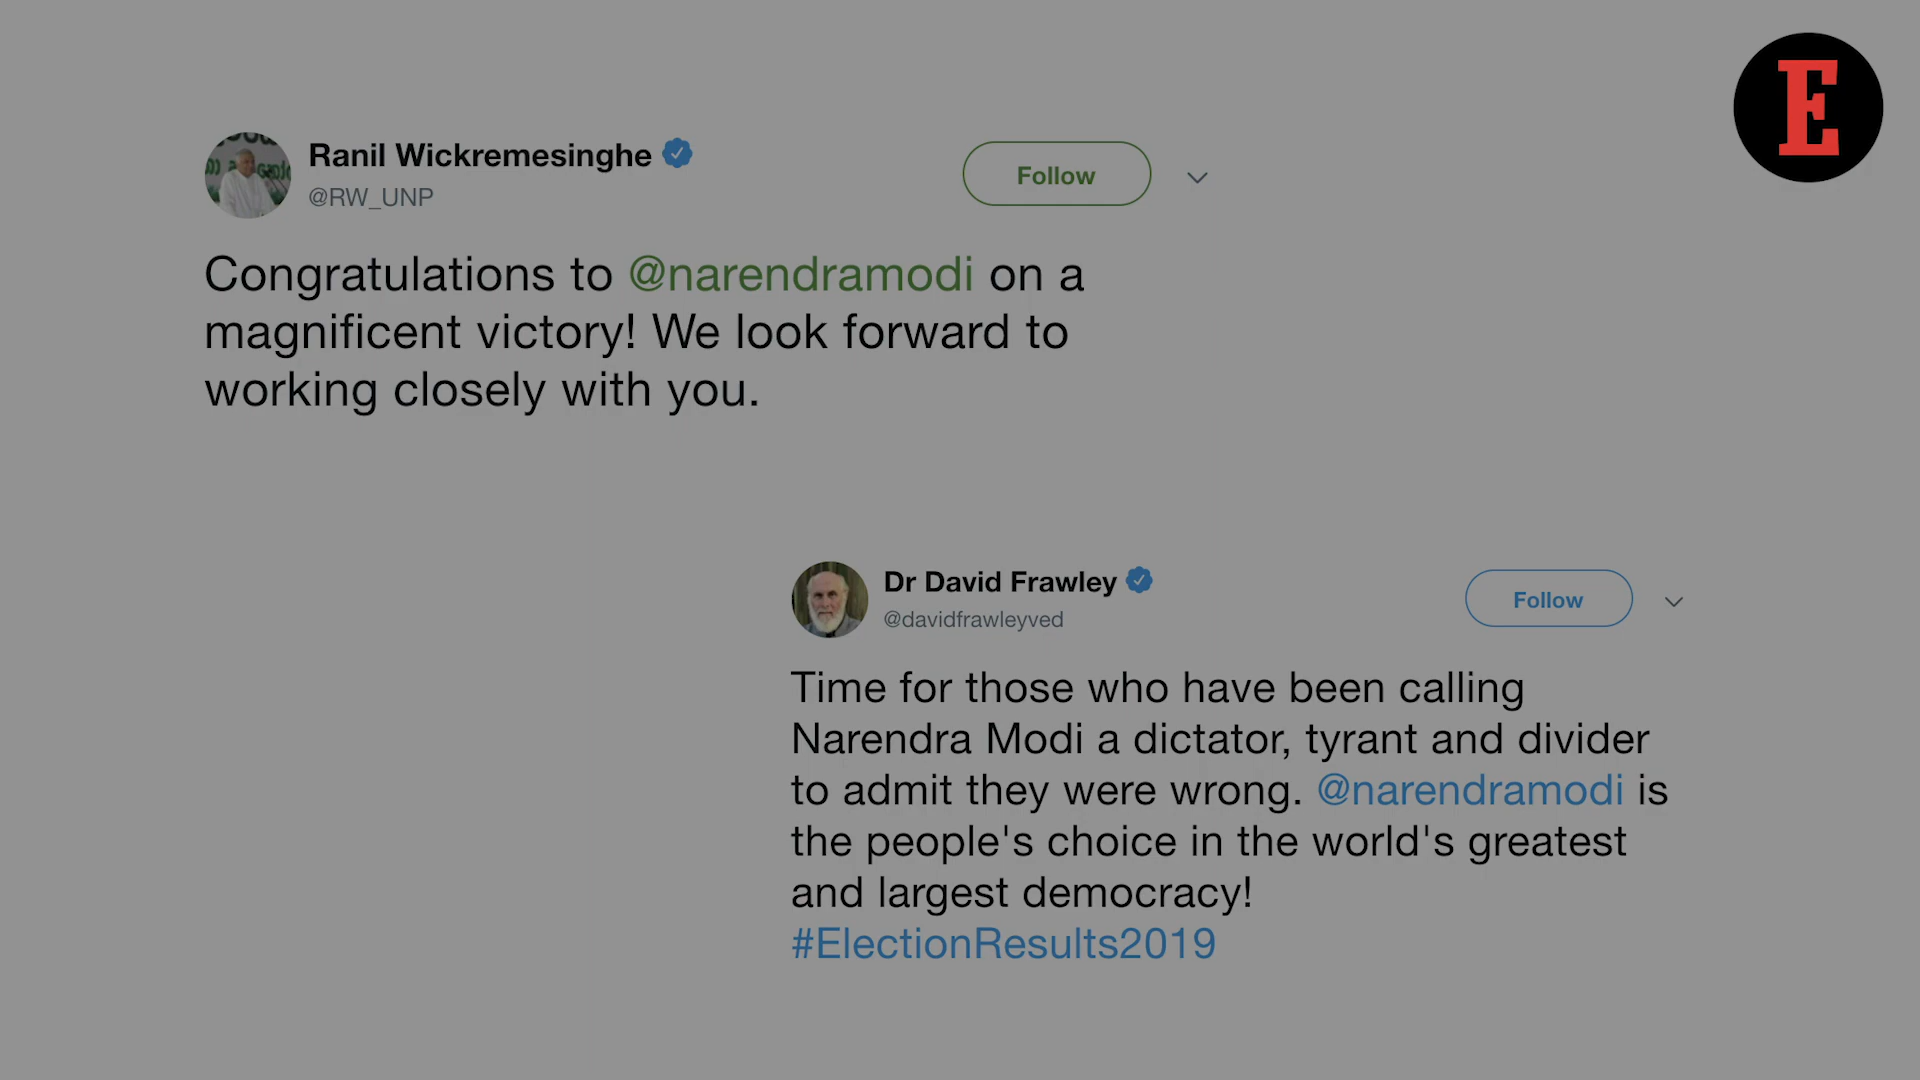 E
Ranil Wickremesinghe
@RW_UNP
Follow
Congratulations to @narendramodi on a
magnificent victory! We look forward to
working closely with you.
Dr David Frawley
@davidfrawleyved
Follow
Time for those who have been calling
Narendra Modi a dictator, tyrant and divider
to admit they were wrong. @narendramodi is
the people's choice in the world's greatest
and largest democracy!
#ElectionResults2019